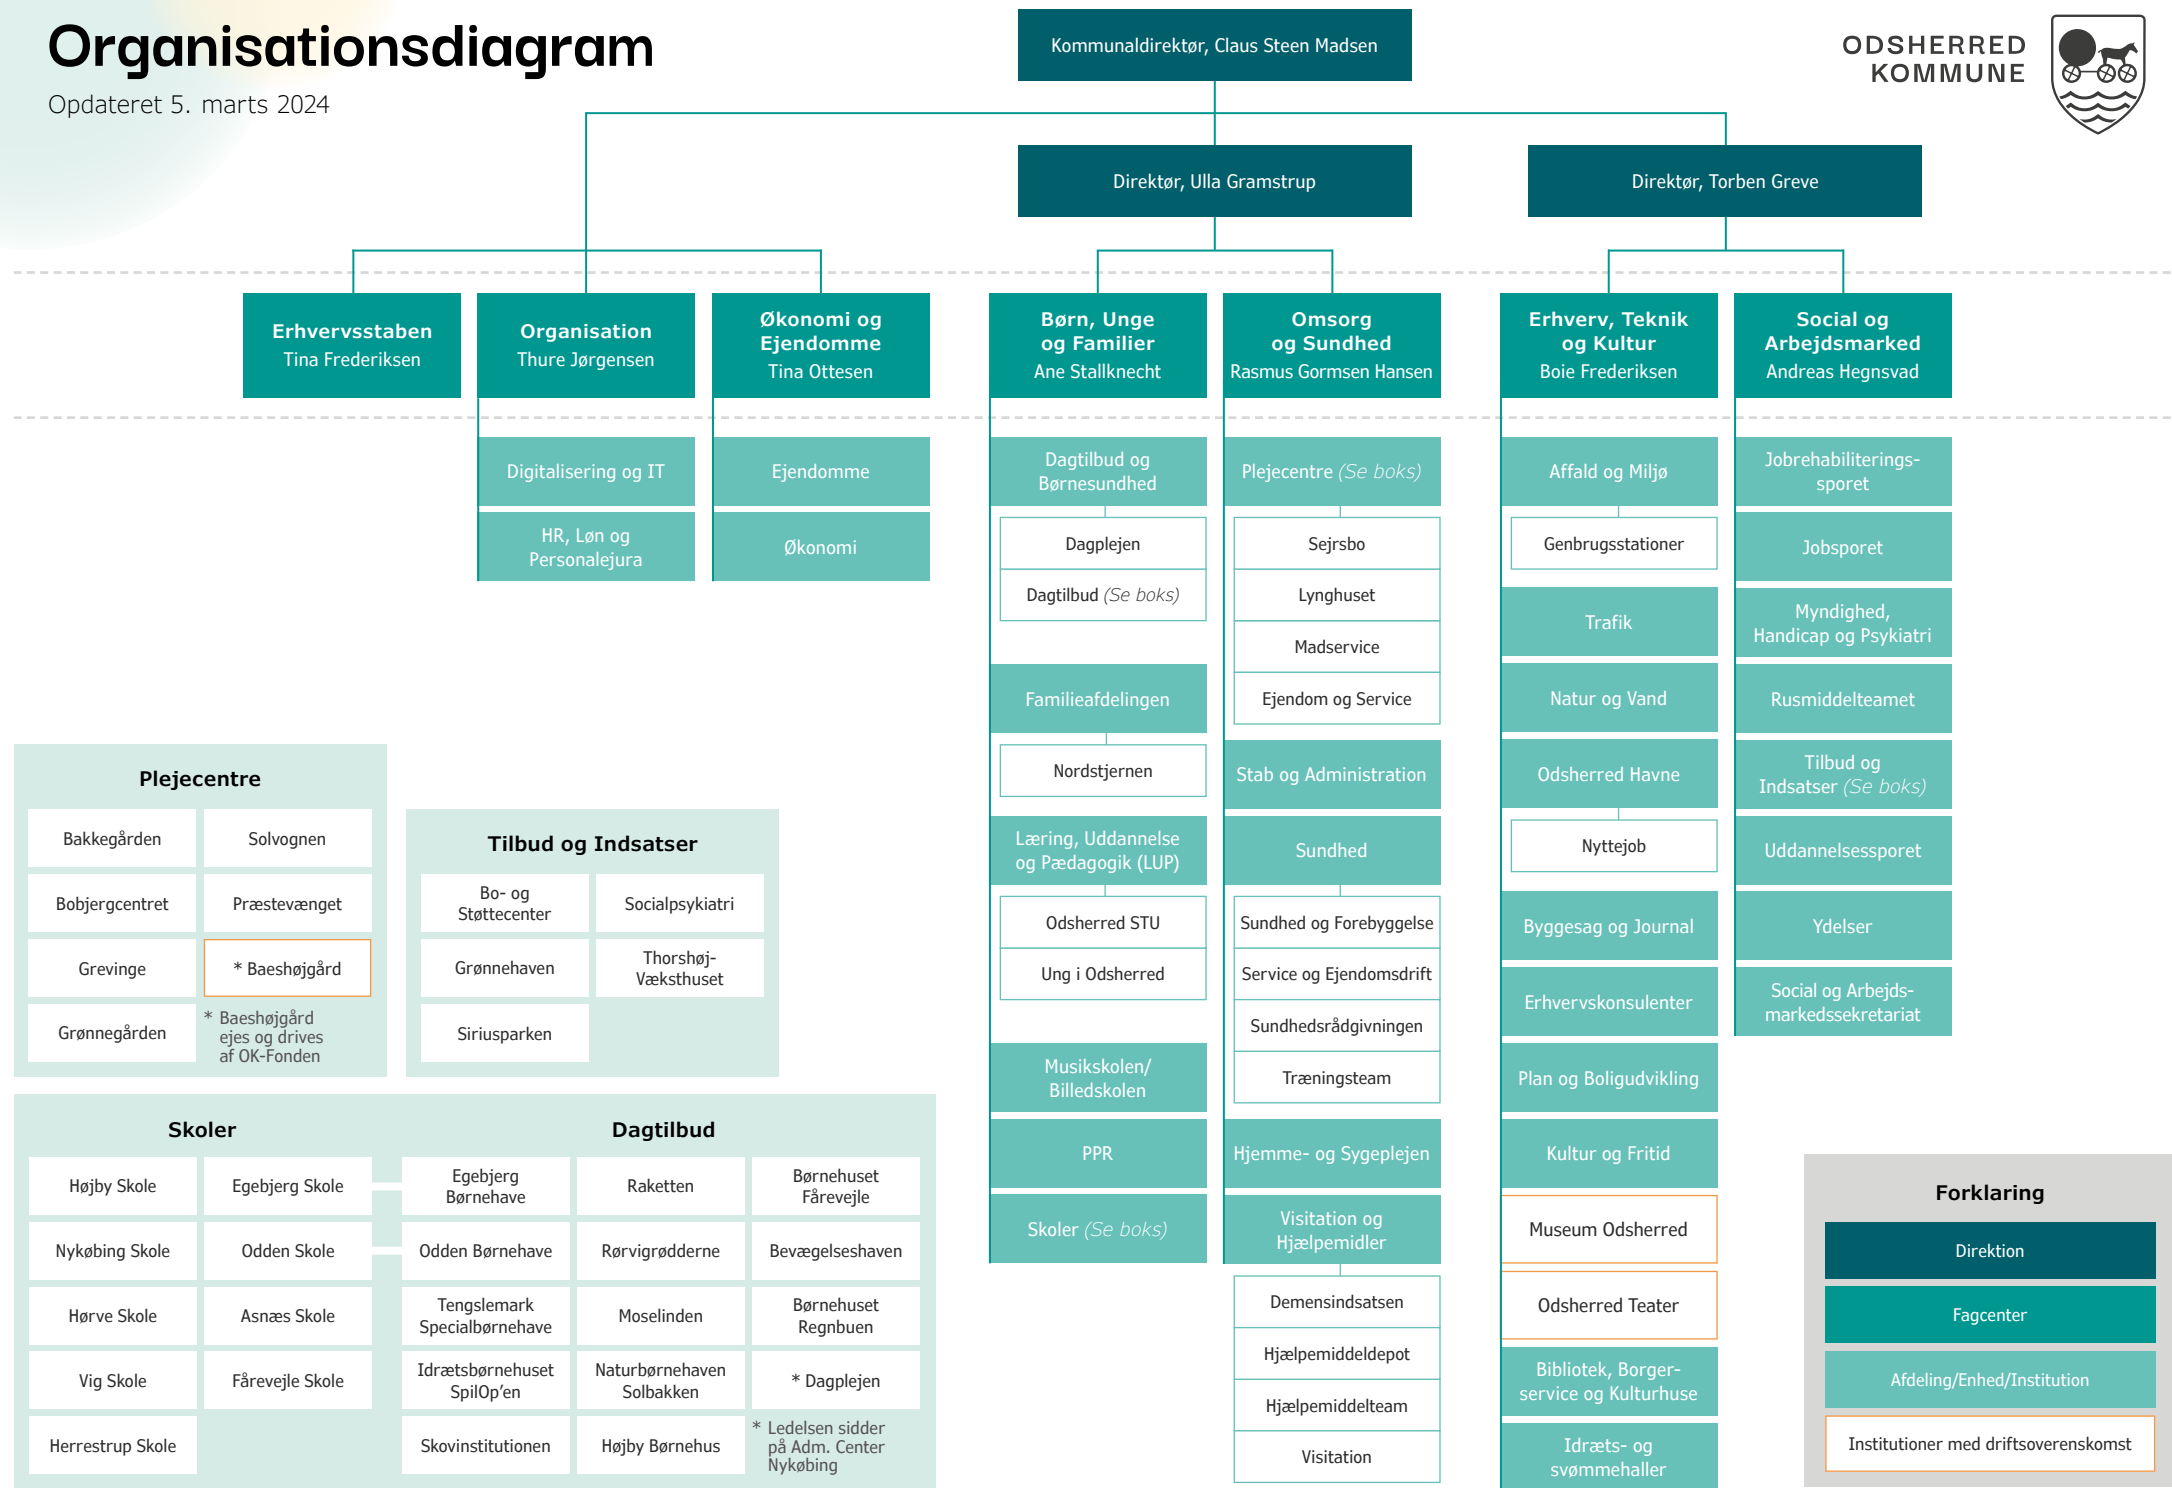 Organisationsdiagram
Opdateret 5. marts 2024
ODSHERRED
KOMMUNE
Kommunaldirektør, Claus Steen Madsen
Direktør, Ulla Gramstrup
Direktør, Torben Greve
Erhvervsstaben
Tina Frederiksen
Organisation
Thure Jørgensen
Økonomi og
Ejendomme
Tina Ottesen
Børn, Unge
og Familier
Ane Stallknecht
Omsorg
og Sundhed
Rasmus Gormsen Hansen
Erhverv, Teknik
og Kultur
Boie Frederiksen
Social og
Arbejdsmarked
Andreas Hegnsvad
Digitalisering og IT
HR, Løn og
Personalejura
Ejendomme
Økonomi
Dagtilbud og
Børnesundhed
Dagplejen
Dagtilbud (Se boks)
Familieafdelingen
Nordstjernen
Læring, Uddannelse
og Pædagogik (LUP)
Odsherred STU
Ung i Odsherred
Musikskolen/
Billedskolen
PPR
Skoler (Se boks)
Plejecentre (Se boks)
Sejrsbo
Lynghuset
Madservice
Ejendom og Service
Stab og Administration
Sundhed
Sundhed og Forebyggelse
Service og Ejendomsdrift
Sundhedsrådgivningen
Træningsteam
Hjemme- og Sygeplejen
Visitation og
Hjælpemidler
Demensindsatsen
Hjælpemiddeldepot
Hjælpemiddelteam
Visitation
Affald og Miljø
Genbrugsstationer
Trafik
Natur og Vand
Odsherred Havne
Nyttejob
Byggesag og Journal
Erhvervskonsulenter
Plan og Boligudvikling
Kultur og Fritid
Museum Odsherred
Odsherred Teater
Bibliotek, Borger-
service og Kulturhuse
Idræts- og
svømmehaller
Jobrehabiliterings-
sporet
Jobsporet
Myndighed,
Handicap og Psykiatri
Rusmiddelteamet
Tilbud og
Indsatser (Se boks)
Uddannelsessporet
Ydelser
Social og Arbejds-
markedssekretariat
Plejecentre
Bakkegården
Solvognen
Bobjergcentret
Præstevænget
Grevinge
* Baeshøjgård
Grønnegården
* Baeshøjgård
ejes og drives
af OK-Fonden
Tilbud og Indsatser
Bo- og
Støttecenter
Socialpsykiatri
Grønnehaven
Thorshøj-
Væksthuset
Siriusparken
Skoler
Højby Skole
Egebjerg Skole
Nykøbing Skole
Odden Skole
Hørve Skole
Asnæs Skole
Vig Skole
Fårevejle Skole
Herrestrup Skole
Dagtilbud
Egebjerg
Børnehave
Raketten
Børnehuset
Fårevejle
Odden Børnehave
Rørvigrødderne
Bevægelseshaven
Tengslemark
Specialbørnehave
Moselinden
Børnehuset
Regnbuen
Idrætsbørnehuset
SpilOp'en
Naturbørnehaven
Solbakken
* Dagplejen
Skovinstitutionen
Højby Børnehus
* Ledelsen sidder
på Adm. Center
Nykøbing
Forklaring
Direktion
Fagcenter
Afdeling/Enhed/Institution
Institutioner med driftsoverenskomst